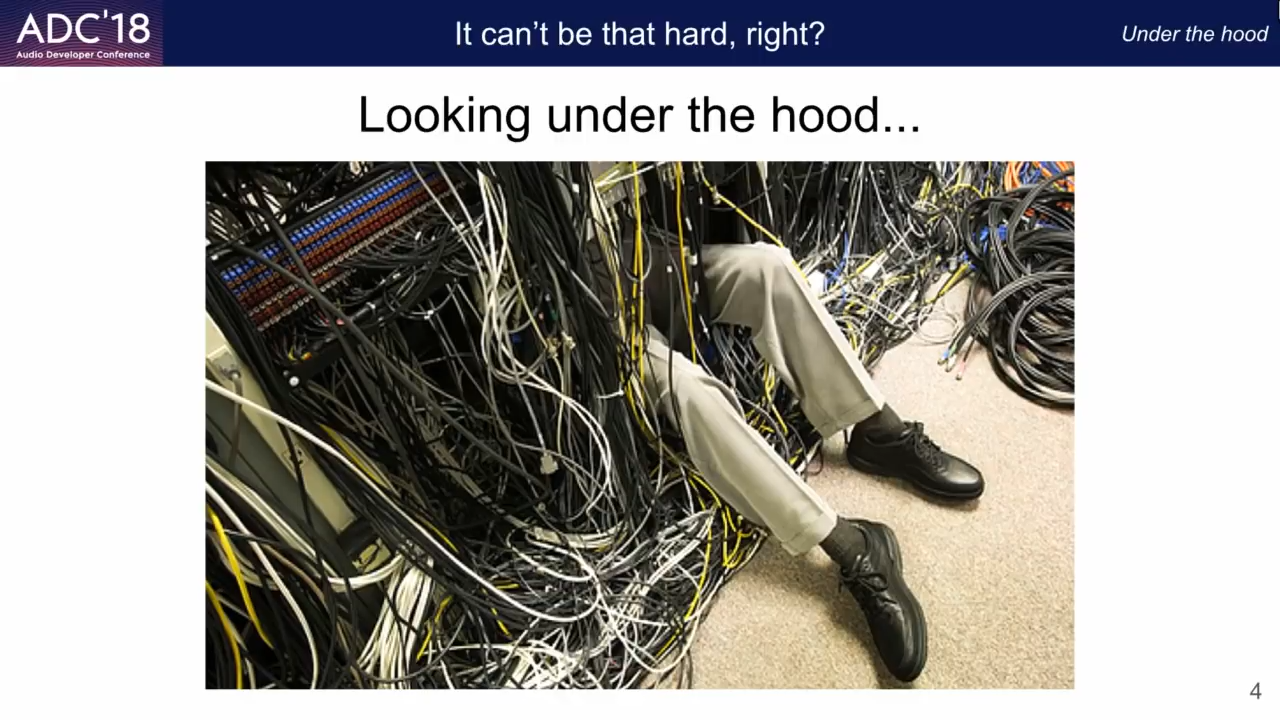 ADC'18
Audio Developer Conference
It can’t be that hard, right?
Under the hood
Looking under the hood...
4